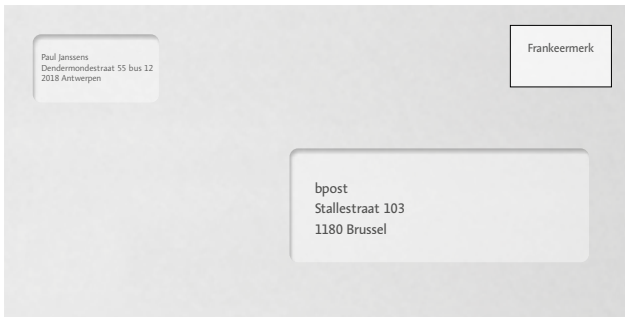 Paul Janssens
Dendermondestraat 55 bus 12
2018 Antwerpen
Frankeermerk
bpost
Stallestraat 103
1180 Brussel